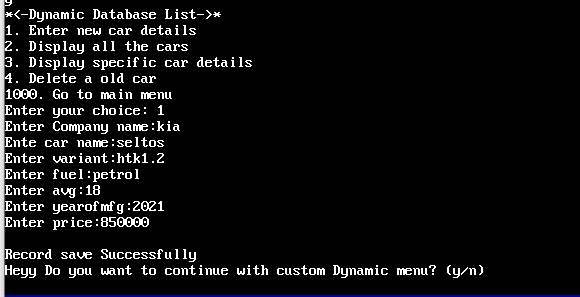 9
*<-Dynamic Database List->*
1. Enter new car details
2. Display all the cars
3. Display specific car details
4. Delete a old car
1000. Go to main menu
Enter your choice: 1
Enter Company name:kia
Ente car name:seltos
Enter variant:htk1.2
Enter fuel:petrol
Enter avg:18
Enter yearofmfg:2021
Enter price:850000
Record save Successfully
Heyy Do you want to continue with custom Dynamic menu? (y/n)